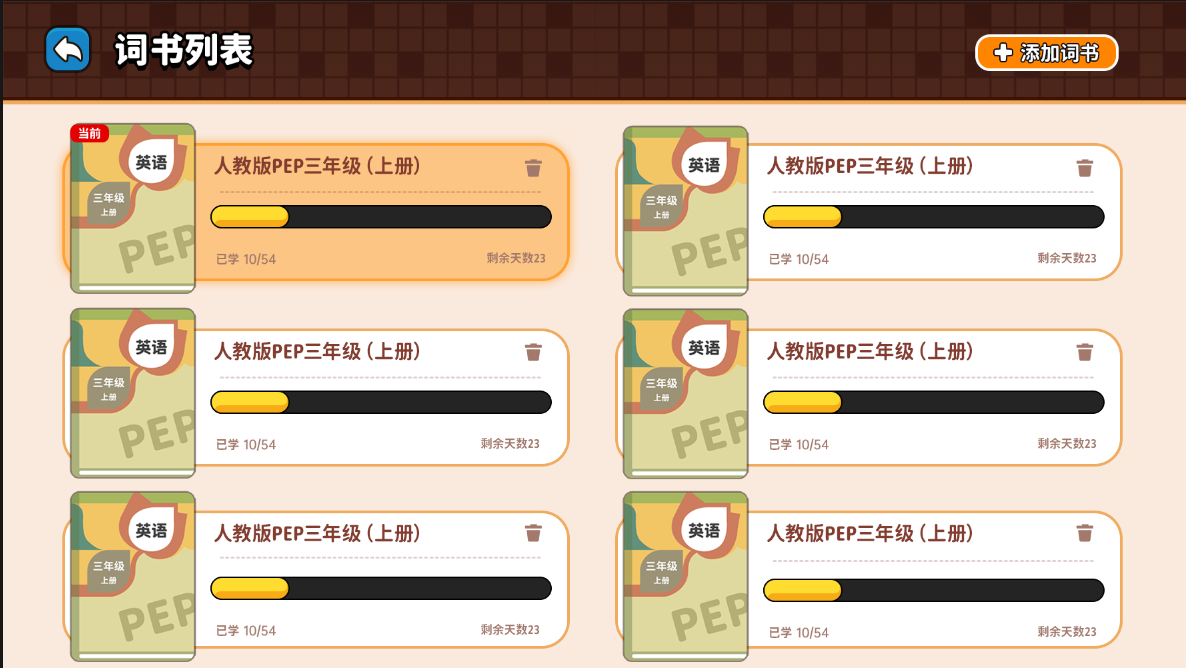 词书列表
添加词书
当前
英语
三年级
上册
PEP
人教版PEP三年级（上册）
已学 10/54
剩余天数23
英语
三年级
上册
PEP
人教版PEP三年级（上册）
已学 10/54
剩余天数23
英语
三年级
上册
PEP
人教版PEP三年级（上册）
已学 10/54
剩余天数23
英语
三年级
上册
PEP
人教版PEP三年级（上册）
已学 10/54
剩余天数23
英语
三年级
上册
PEP
人教版PEP三年级（上册）
已学 10/54
剩余天数23
英语
三年级
上册
PEP
人教版PEP三年级（上册）
已学 10/54
剩余天数23